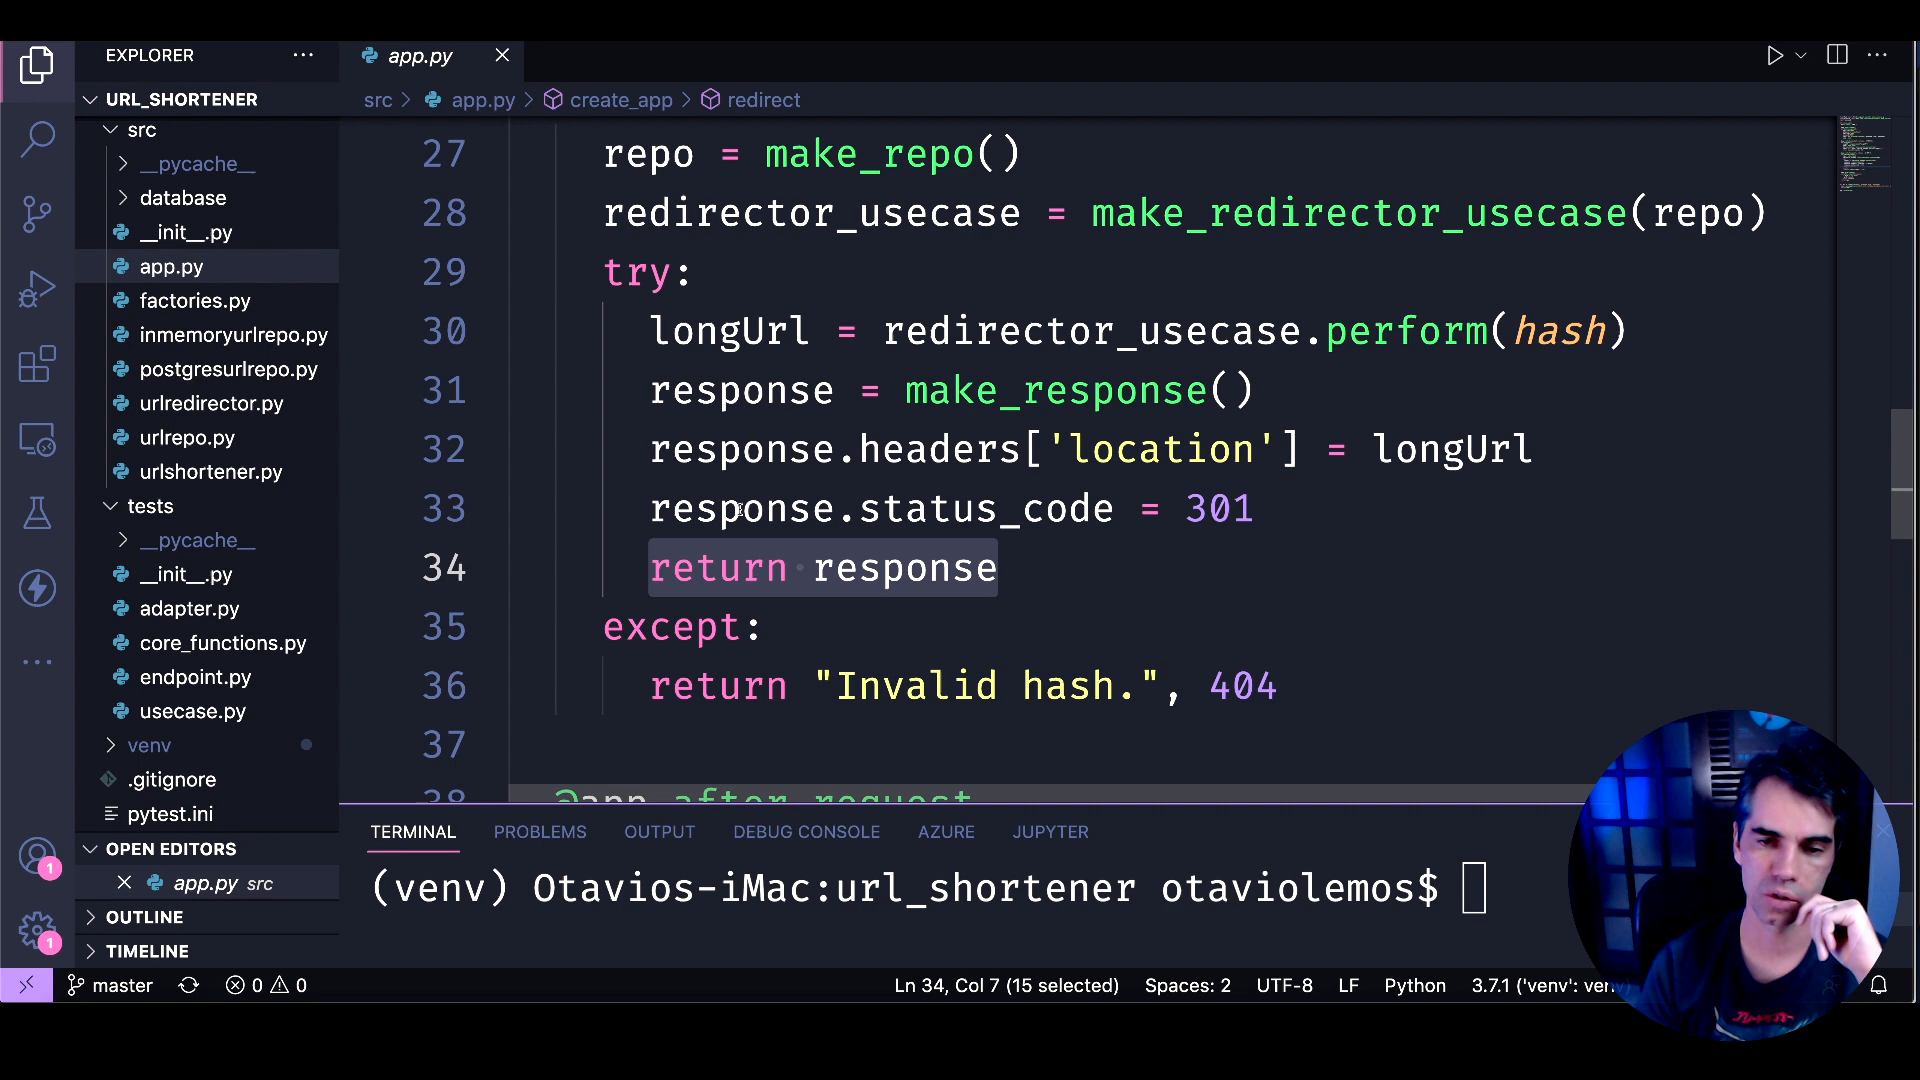 EXPLORER
URL_SHORTENER
src
__pycache__
database
__init__.py
app.py
factories.py
inmemoryurlrepo.py
postgresurlrepo.py
urlredirector.py
urlrepo.py
urlshortener.py
tests
__pycache__
__init__.py
adapter.py
core_functions.py
endpoint.py
usecase.py
venv
.gitignore
pytest.ini
OPEN EDITORS
app.py src
OUTLINE
TIMELINE
1
1
app.py
src > app.py > create_app > redirect
27 repo = make_repo()
28 redirector_usecase = make_redirector_usecase(repo)
29 try:
30 longUrl = redirector_usecase.perform(hash)
31 response = make_response()
32 response.headers['location'] = longUrl
33 response.status_code = 301
34 return response
35 except:
36 return "Invalid hash.", 404
37
38 @app.after_request
TERMINAL PROBLEMS OUTPUT DEBUG CONSOLE AZURE JUPYTER
(venv) Otavios-iMac:url_shortener otaviolemos$
master 0 0 Ln 34, Col 7 (15 selected) Spaces: 2 UTF-8 LF Python 3.7.1 ('venv': ven